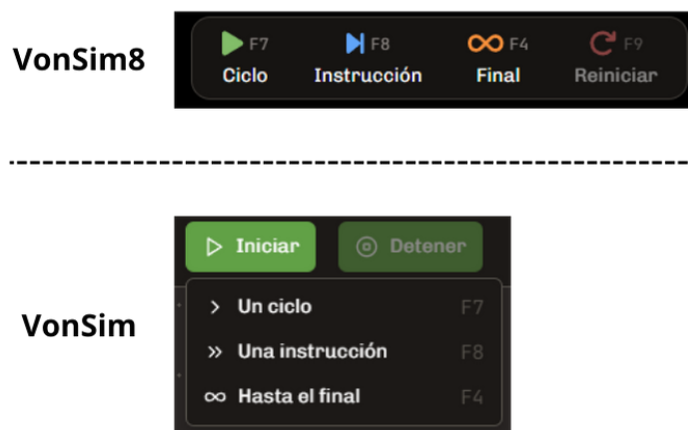 VonSim8
F7 F8 F4 F9
Ciclo Instrucción Final Reiniciar
VonSim
Iniciar Detener
Un ciclo F7
Una instrucción F8
Hasta el final F4